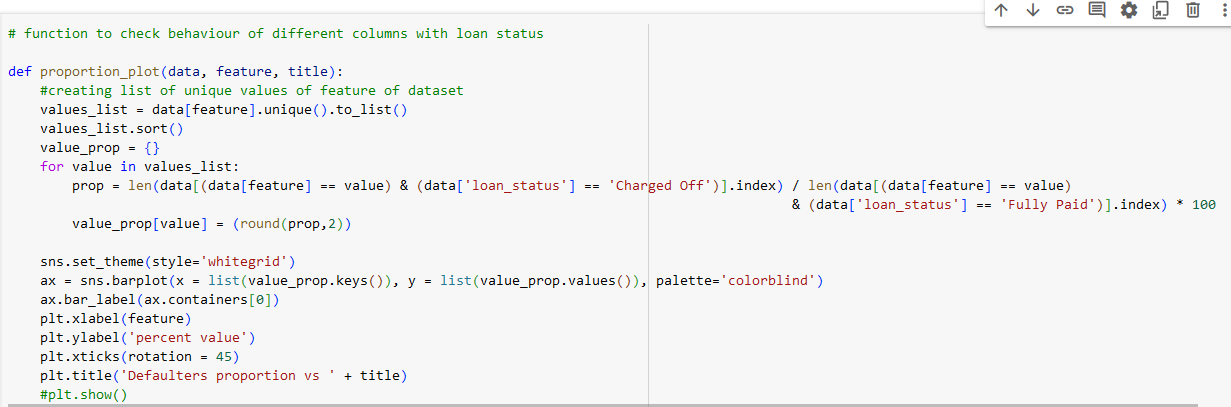 # function to check behaviour of different columns with loan status
def proportion_plot(data, feature, title):
    #creating list of unique values of feature of dataset
    values_list = data[feature].unique().to_list()
    values_list.sort()
    value_prop = {}
    for value in values_list:
        prop = len(data[(data[feature] == value) & (data['loan_status'] == 'Charged Off')].index) / len(data[(data[feature] == value)
                                                                                                  & (data['loan_status'] == 'Fully Paid')].index) * 100
        value_prop[value] = (round(prop,2))
    sns.set_theme(style='whitegrid')
    ax = sns.barplot(x = list(value_prop.keys()), y = list(value_prop.values()), palette='colorblind')
    ax.bar_label(ax.containers[0])
    plt.xlabel(feature)
    plt.ylabel('percent value')
    plt.xticks(rotation = 45)
    plt.title('Defaulters proportion vs ' + title)
    #plt.show()